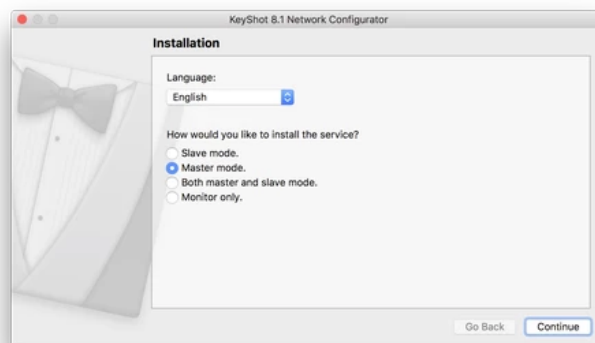 KeyShot 8.1 Network Configurator
Installation
Language:
English
How would you like to install the service?
Slave mode.
Master mode.
Both master and slave mode.
Monitor only.
Go Back
Continue